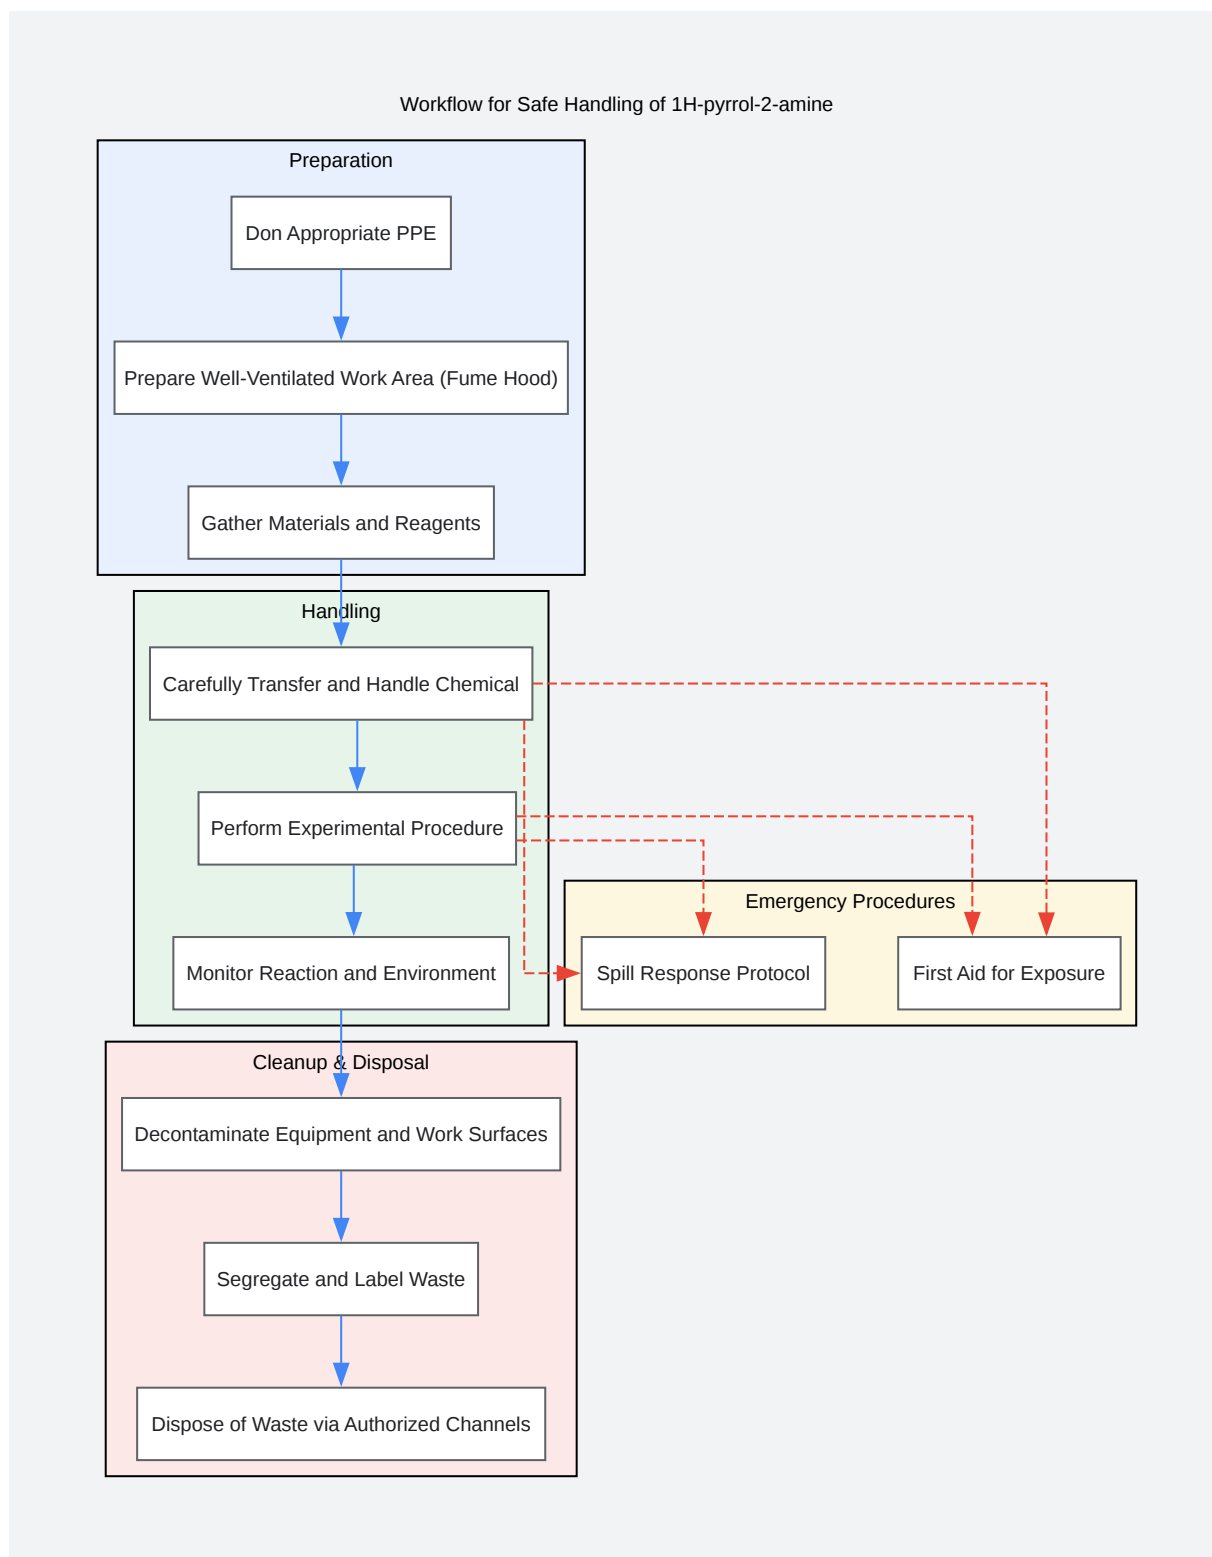 Workflow for Safe Handling of 1H-pyrrol-2-amine
Preparation
Don Appropriate PPE
Prepare Well-Ventilated Work Area (Fume Hood)
Gather Materials and Reagents
Handling
Carefully Transfer and Handle Chemical
Perform Experimental Procedure
Monitor Reaction and Environment
Emergency Procedures
Spill Response Protocol
First Aid for Exposure
Cleanup & Disposal
Decontaminate Equipment and Work Surfaces
Segregate and Label Waste
Dispose of Waste via Authorized Channels